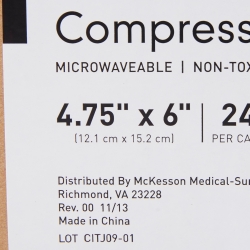 Compress
MICROWAVEABLE | NON-TOX
4.75" x 6" | 24
(12.1 cm x 15.2 cm) PER CA
Distributed By McKesson Medical-Sur
Richmond, VA 23228
Rev. 00 11/13
Made in China
LOT CITJ09-01